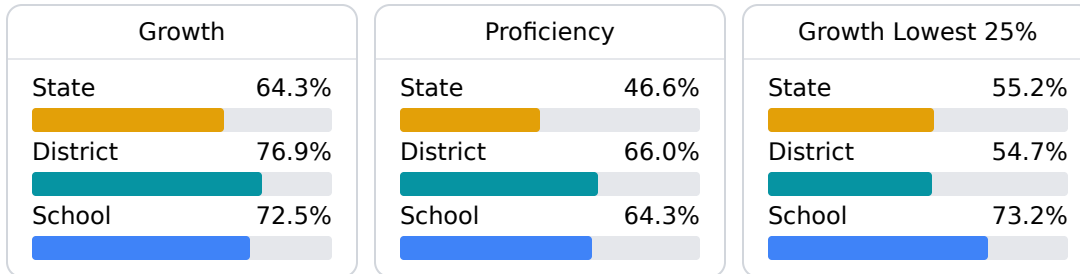 Growth
State 64.3%
District 76.9%
School 72.5%
Proficiency
State 46.6%
District 66.0%
School 64.3%
Growth Lowest 25%
State 55.2%
District 54.7%
School 73.2%